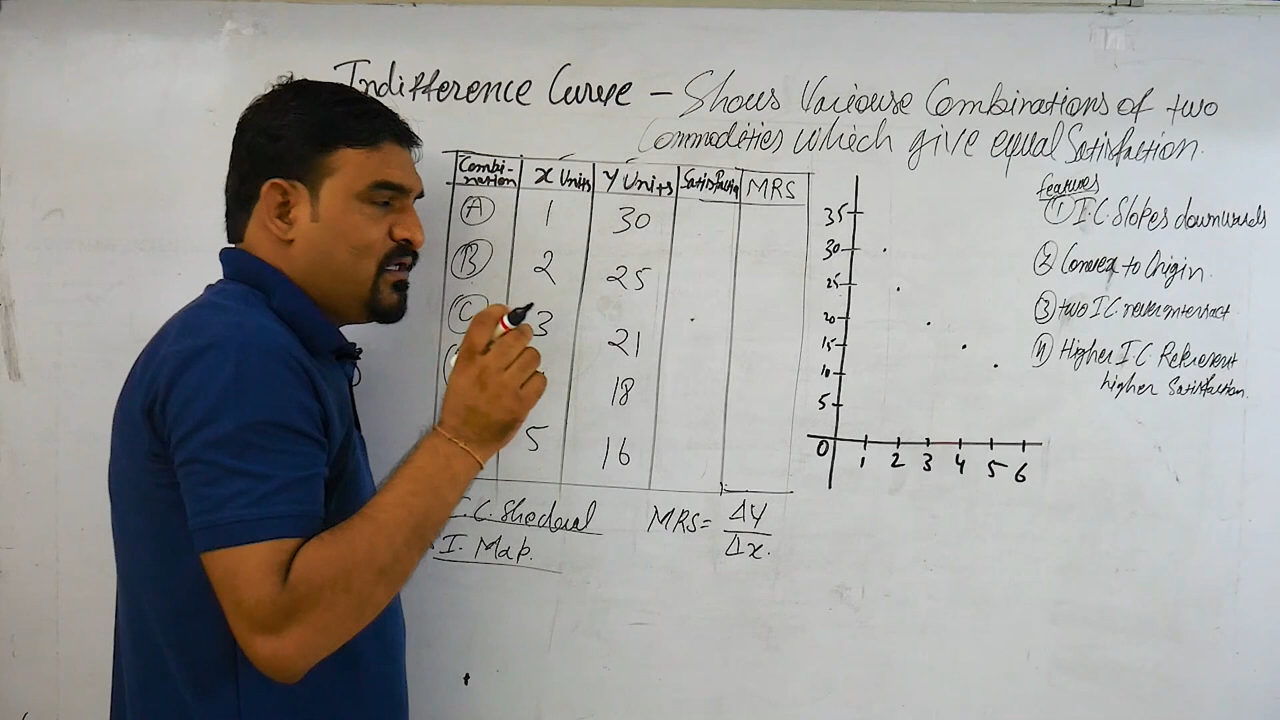 Indifference Curve – Shows Variouse Combinations of two
Commodities which give equal Satisfaction.
Combi-nation X Units Y Units Satisfaction MRS
A 1 30
B 2 25
C 3 21
18
5 16
I.C. Shedeual
I. Map.
MRS = ΔY
Δx.
35
30
25
20
15
10
5
0 1 2 3 4 5 6
features
① I.C. Slopes downwards
② Convex to Origin.
③ two I.C. never intersact.
④ Higher I.C. Represent
higher Satisfaction.